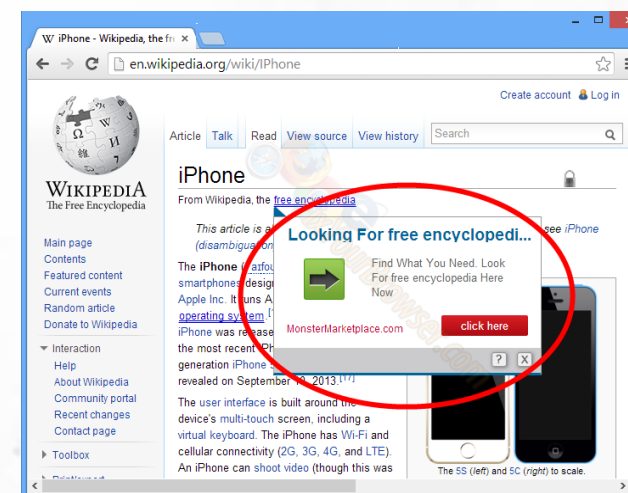 W iPhone - Wikipedia, the fr
en.wikipedia.org/wiki/IPhone
Create account Log in
Article Talk Read View source View history Search
WIKIPEDIA
The Free Encyclopedia
iPhone
From Wikipedia, the free encyclopedia
This article is a
see iPhone
(disambiguation
Looking For free encyclopedi...
Find What You Need. Look
For free encyclopedia Here
Now
MonsterMarketplace.com
click here
? X
Main page
Contents
Featured content
Current events
Random article
Donate to Wikipedia
Interaction
Help
About Wikipedia
Community portal
Recent changes
Contact page
Toolbox
The iPhone
smartphones desig
Apple Inc. It runs A
operating system.
iPhone was release
the most recent iPh
generation iPhone 5
revealed on September 10, 2013.[17]
The user interface is built around the
device's multi-touch screen, including a
virtual keyboard. The iPhone has Wi-Fi and
cellular connectivity (2G, 3G, 4G, and LTE).
An iPhone can shoot video (though this was
The 5S (left) and 5C (right) to scale.